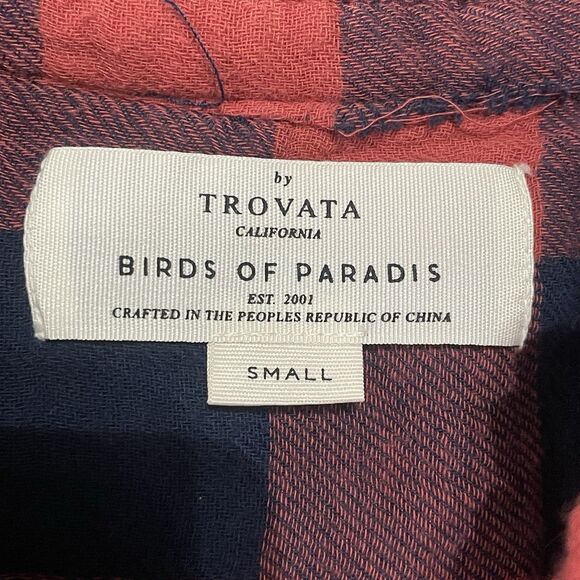 by
TROVATA
CALIFORNIA
BIRDS OF PARADIS
EST. 2001
CRAFTED IN THE PEOPLES REPUBLIC OF CHINA
SMALL